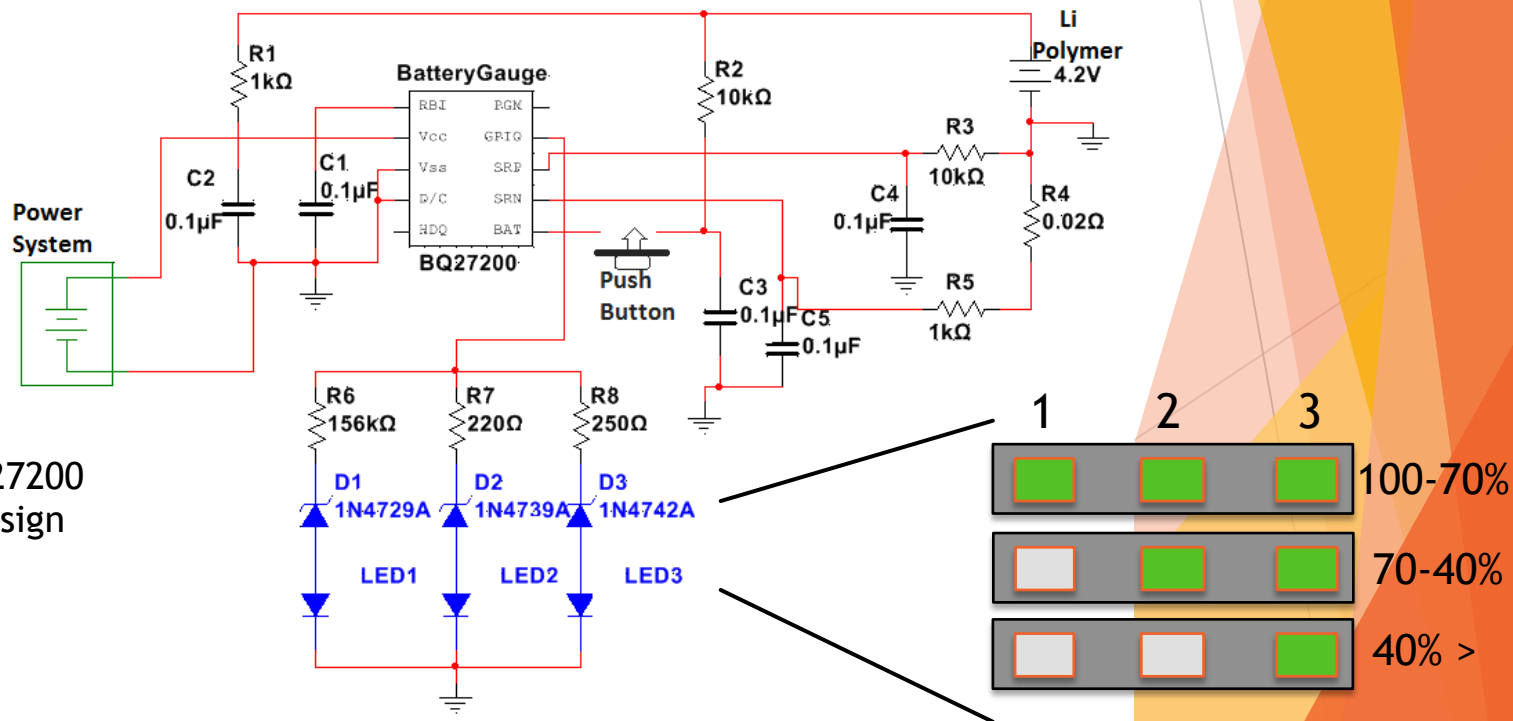 Li
Polymer
4.2V
R1
1kΩ
BatteryGauge
R2
10kΩ
RBI
PGM
Vcc
GPIO
Vss
SRP
D/C
SRN
HDQ
BAT
BQ27200
C2
0.1µF
C1
0.1µF
R3
10kΩ
C4
0.1µF
R4
0.02Ω
Power
System
Push
Button
C3
0.1µF
C5
0.1µF
R5
1kΩ
R6
156kΩ
R7
220Ω
R8
250Ω
D1
1N4729A
D2
1N4739A
D3
1N4742A
LED1
LED2
LED3
27200
sign
1 2 3
100-70%
70-40%
40% >